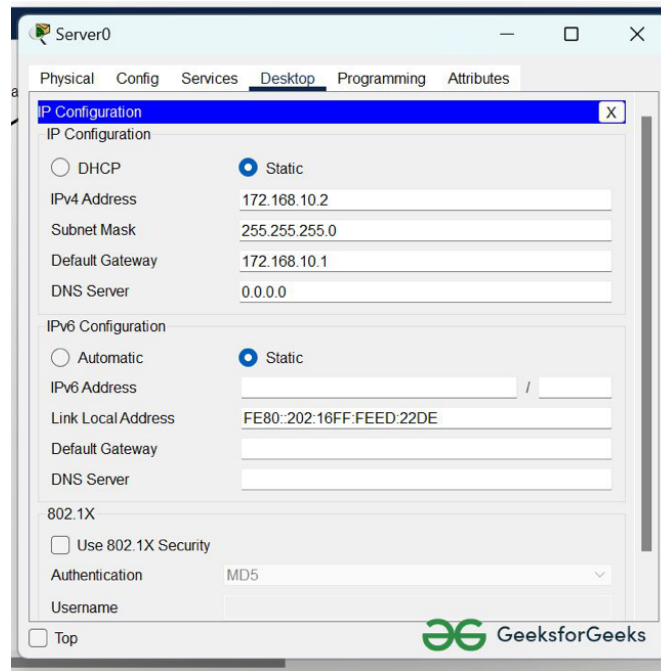 Server0
Physical Config Services Desktop Programming Attributes
a
IP Configuration X
IP Configuration
DHCP Static
IPv4 Address 172.168.10.2
Subnet Mask 255.255.255.0
Default Gateway 172.168.10.1
DNS Server 0.0.0.0
IPv6 Configuration
Automatic Static
IPv6 Address /
Link Local Address FE80::202:16FF:FEED:22DE
Default Gateway
DNS Server
802.1X
Use 802.1X Security
Authentication MD5
Username
Top
GeeksforGeeks